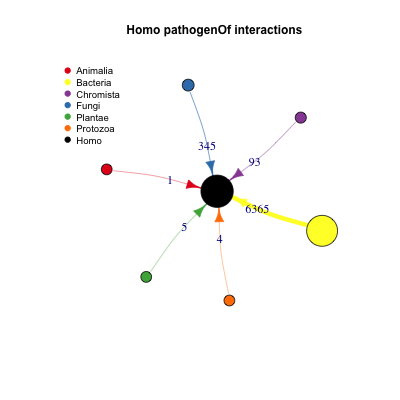 Homo pathogenOf interactions
Animalia
Bacteria
Chromista
Fungi
Plantae
Protozoa
Homo
345
93
1
6365
5
4